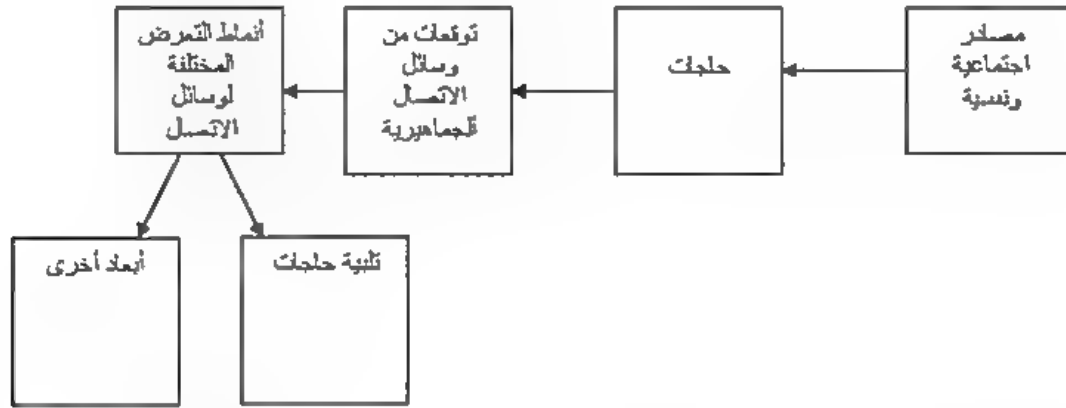 مصادر
اجتماعية
ونفسية
حاجات
توقعات من
وسائل
الاتصال
الجماهيرية
أنماط التعرض
المختلفة
لوسائل
الاتصال
تلبية حاجات
أبعاد أخرى